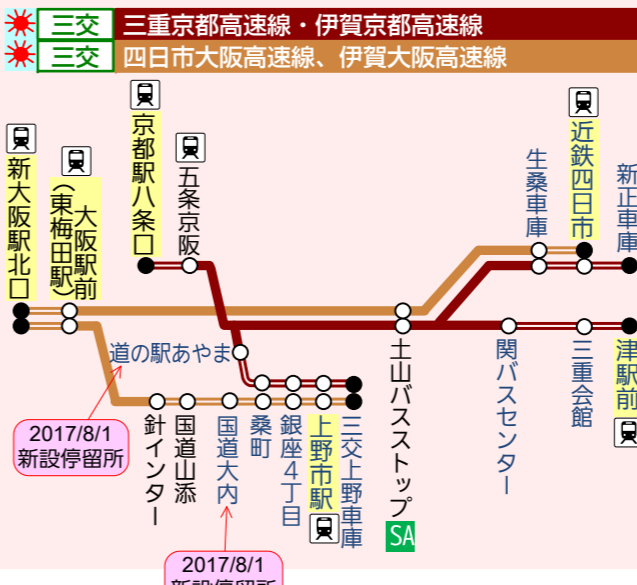 三交 三重京都高速線・伊賀京都高速線
三交 四日市大阪高速線、伊賀大阪高速線
新大阪駅北口
大阪駅前
(東梅田駅)
京都駅八条口
五条京阪
生桑車庫
近鉄四日市
新正車庫
道の駅あやま
2017/8/1
新設停留所
針インター
国道山添
国道大内
桑町
銀座4丁目
上野市駅
三交上野車庫
土山バスストップ
SA
関バスセンター
三重会館
津駅前
2017/8/1
新設停留所